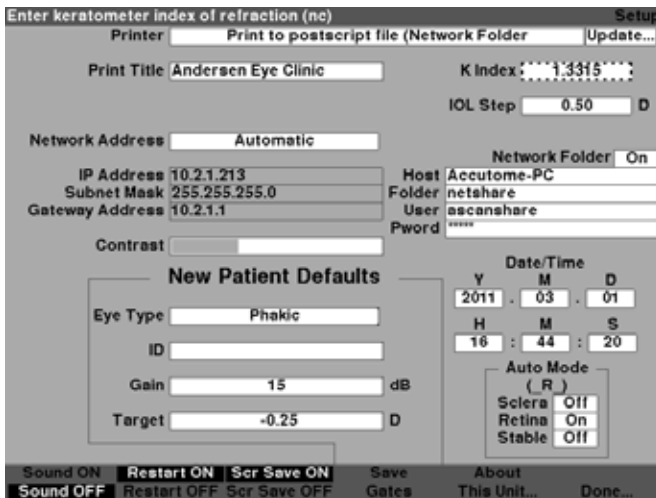 Enter keratometer index of refraction (nc) Setup
Printer Print to postscript file (Network Folder Update...
Print Title Andersen Eye Clinic K Index 1.3315
IOL Step 0.50 D
Network Address Automatic
Network Folder On
IP Address 10.2.1.213 Host Accutome-PC
Subnet Mask 255.255.255.0 Folder netshare
Gateway Address 10.2.1.1 User ascanshare
Pword *****
Contrast
Date/Time
New Patient Defaults
Y M D
2011 . 03 . 01
Eye Type Phakic
H M S
16 : 44 : 20
ID
Auto Mode
(_R_)
Gain 15 dB
Sclera Off
Retina On
Target -0.25 D
Stable Off
Sound ON Restart ON Scr Save ON Save About
Sound OFF Restart OFF Scr Save OFF Gates This Unit... Done...